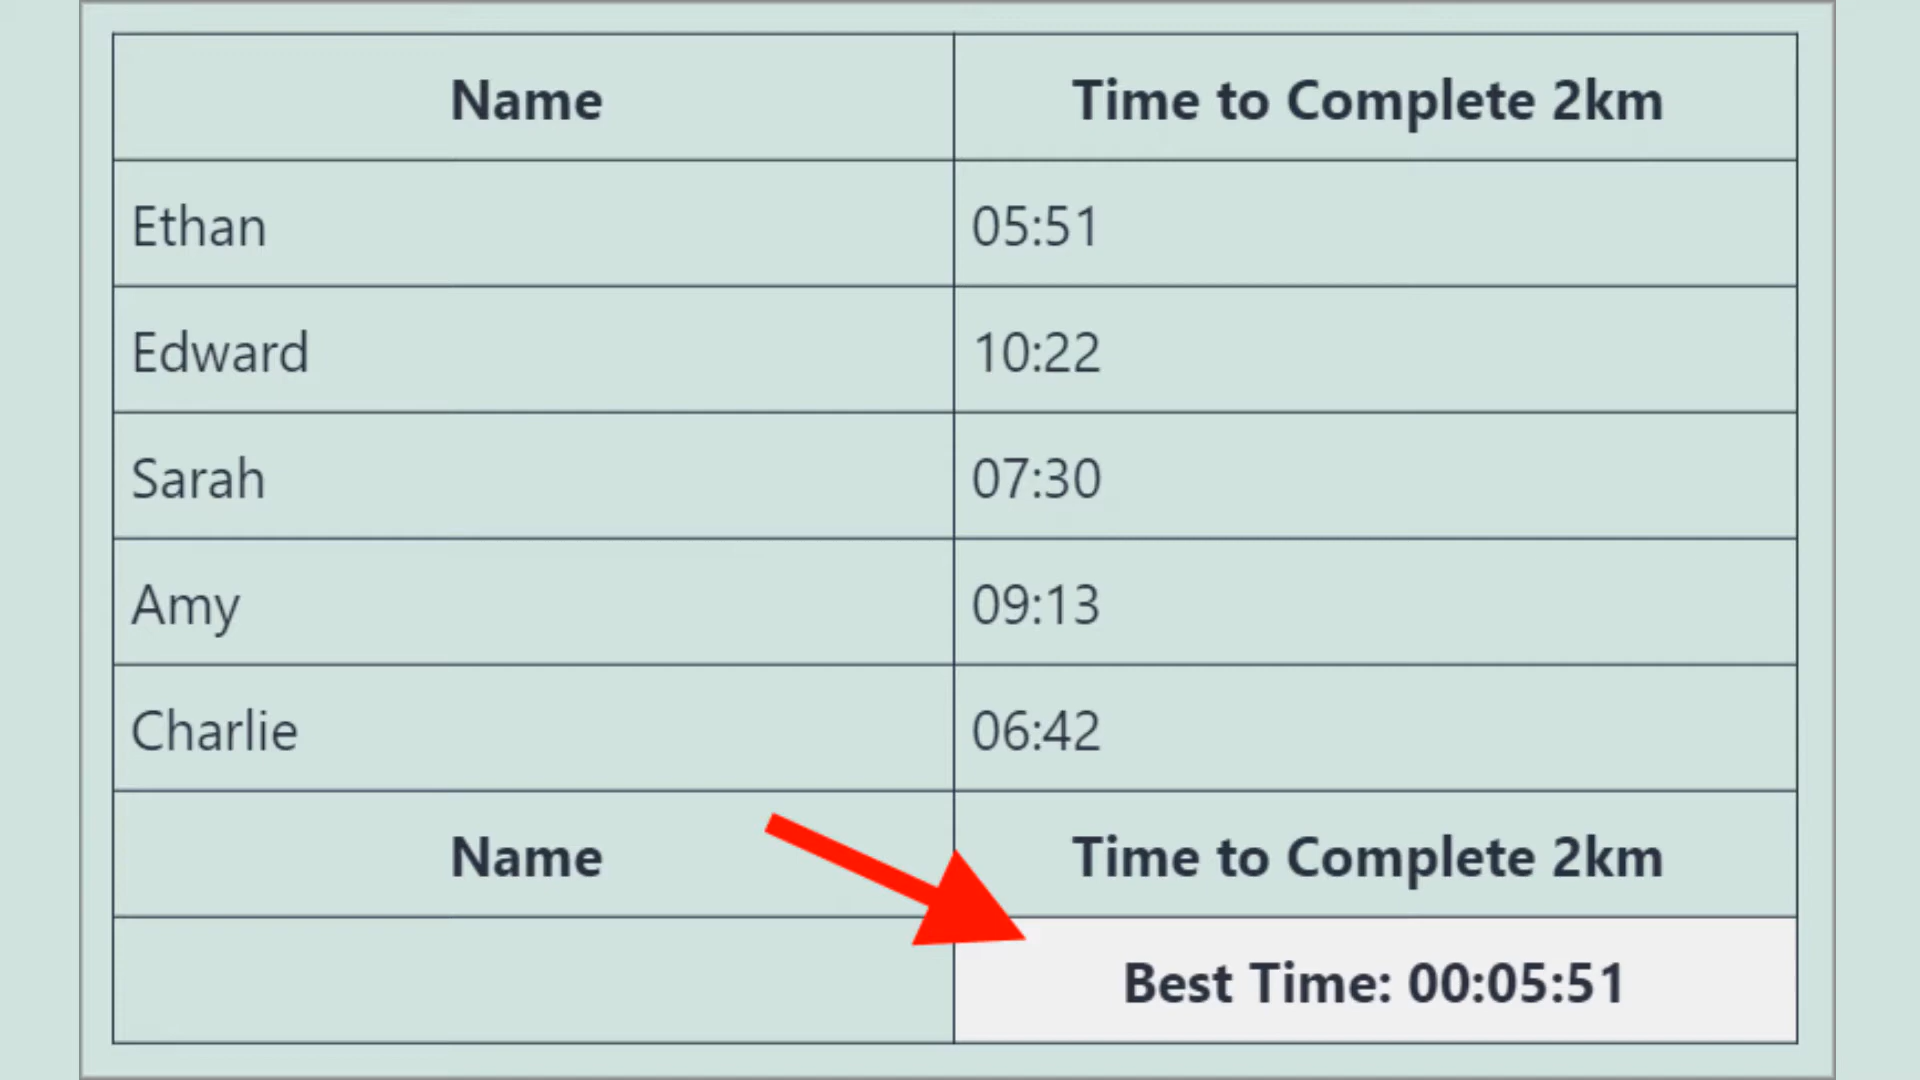 Name Time to Complete 2km
Ethan 05:51
Edward 10:22
Sarah 07:30
Amy 09:13
Charlie 06:42
Name Time to Complete 2km
Best Time: 00:05:51